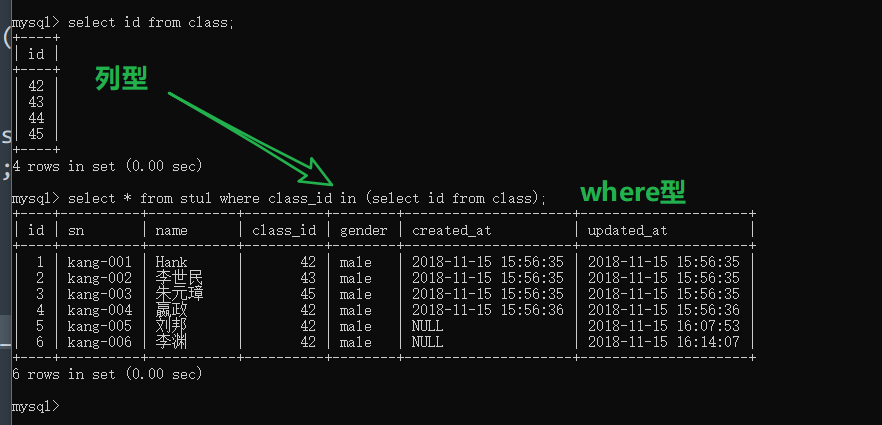 mysql> select id from class;
+----+
| id |
+----+
| 42 |
| 43 |
| 44 |
| 45 |
+----+
4 rows in set (0.00 sec)
列型
mysql> select * from stu1 where class_id in (select id from class);
where型
+----+----------+--------+----------+--------+---------------------+---------------------+
| id | sn | name | class_id | gender | created_at | updated_at |
+----+----------+--------+----------+--------+---------------------+---------------------+
| 1 | kang-001 | Hank | 42 | male | 2018-11-15 15:56:35 | 2018-11-15 15:56:35 |
| 2 | kang-002 | 李世民 | 43 | male | 2018-11-15 15:56:35 | 2018-11-15 15:56:35 |
| 3 | kang-003 | 朱元璋 | 45 | male | 2018-11-15 15:56:35 | 2018-11-15 15:56:35 |
| 4 | kang-004 | 嬴政 | 42 | male | 2018-11-15 15:56:36 | 2018-11-15 15:56:36 |
| 5 | kang-005 | 刘邦 | 42 | male | NULL | 2018-11-15 16:07:53 |
| 6 | kang-006 | 李渊 | 42 | male | NULL | 2018-11-15 16:14:07 |
+----+----------+--------+----------+--------+---------------------+---------------------+
6 rows in set (0.00 sec)
mysql>